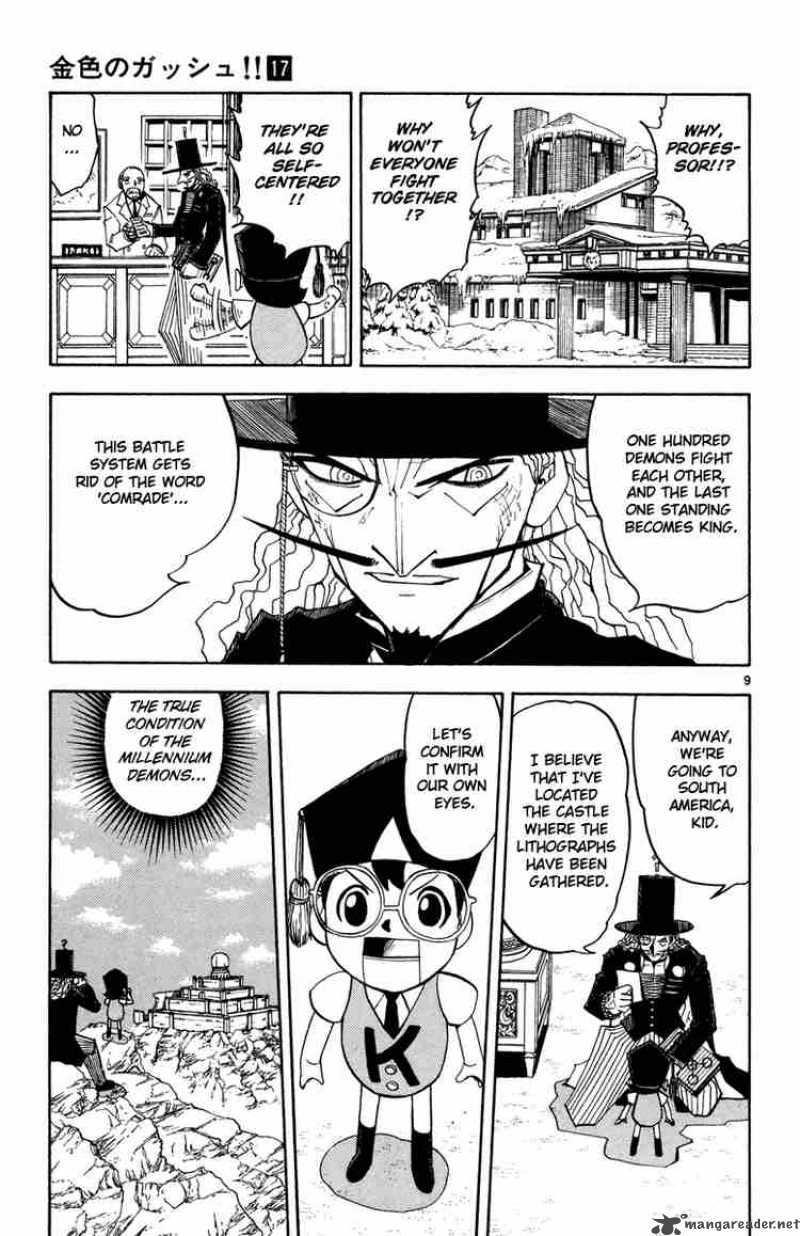 金色のガッシュ!! 17
WHY,
PROFES-
SOR!!?
WHY
WON'T
EVERYONE
FIGHT
TOGETHER
!?
THEY'RE
ALL SO
SELF-
CENTERED
!!
NO
...
ONE HUNDRED
DEMONS FIGHT
EACH OTHER,
AND THE LAST
ONE STANDING
BECOMES KING.
THIS BATTLE
SYSTEM GETS
RID OF THE WORD
'COMRADE'...
9
ANYWAY,
WE'RE
GOING TO
SOUTH
AMERICA,
KID.
I BELIEVE
THAT I'VE
LOCATED
THE CASTLE
WHERE THE
LITHOGRAPHS
HAVE BEEN
GATHERED.
LET'S
CONFIRM
IT WITH
OUR OWN
EYES.
K
THE TRUE
CONDITION
OF THE
MILLENNIUM
DEMONS...
mangareader.net